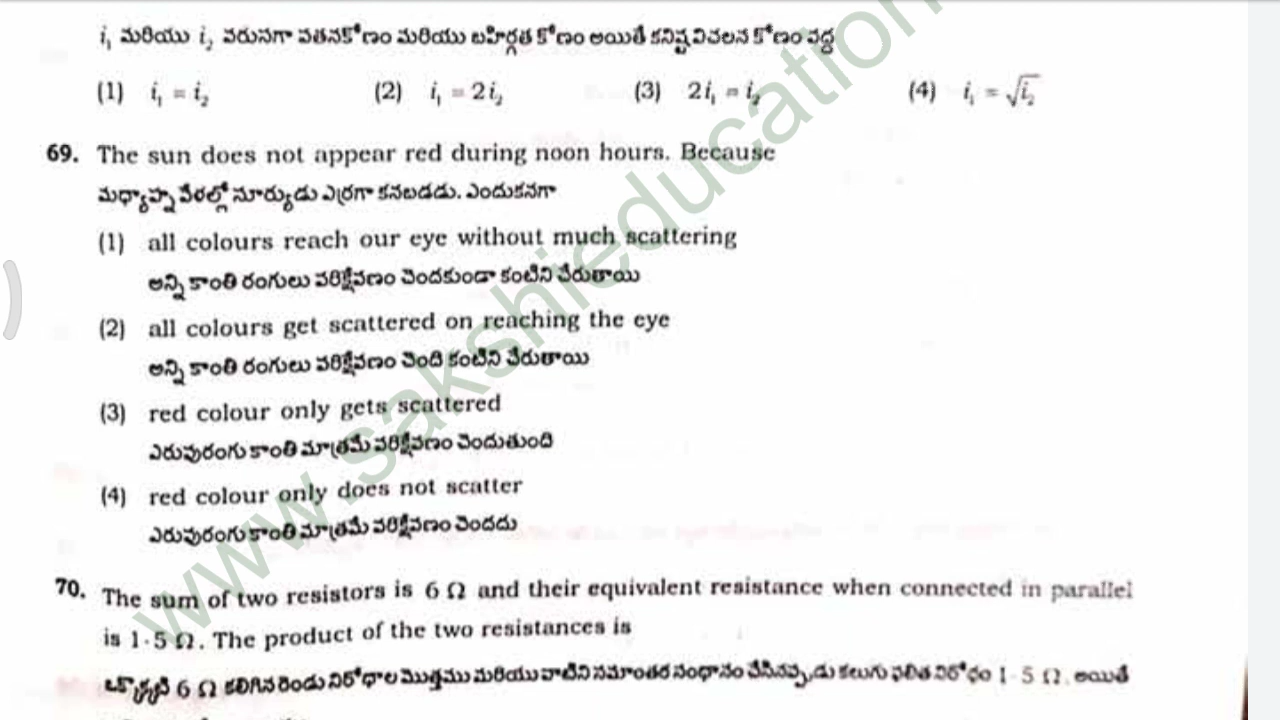 i₁ మరియు i₂ వరుసగా పతనకోణం మరియు బహిర్గత కోణం అయితే కనిష్ట విచలన కోణం వద్ద
(1) i₁ = i₂ (2) i₁ = 2i₂ (3) 2i₁ = i₂ (4) i₁ = √i₂
69. The sun does not appear red during noon hours. Because
మధ్యాహ్న వేళల్లో సూర్యుడు ఎర్రగా కనబడడు. ఎందుకనగా
(1) all colours reach our eye without much scattering
అన్ని కాంతి రంగులు పరిక్షేపణం చెందకుండా కంటిని చేరుతాయి
(2) all colours get scattered on reaching the eye
అన్ని కాంతి రంగులు పరిక్షేపణం చెంది కంటిని చేరుతాయి
(3) red colour only gets scattered
ఎరుపురంగు కాంతి మాత్రమే పరిక్షేపణం చెందుతుంది
(4) red colour only does not scatter
ఎరుపురంగు కాంతి మాత్రమే పరిక్షేపణం చెందదు
70. The sum of two resistors is 6 Ω and their equivalent resistance when connected in parallel
is 1·5 Ω. The product of the two resistances is
6 Ω కలిగిన రెండు నిరోధాల మొత్తము మరియు వాటిని సమాంతర సంధానం చేసినప్పుడు కలుగు ఫలిత నిరోధం 1·5 Ω. అయితే
www.sakshieducation